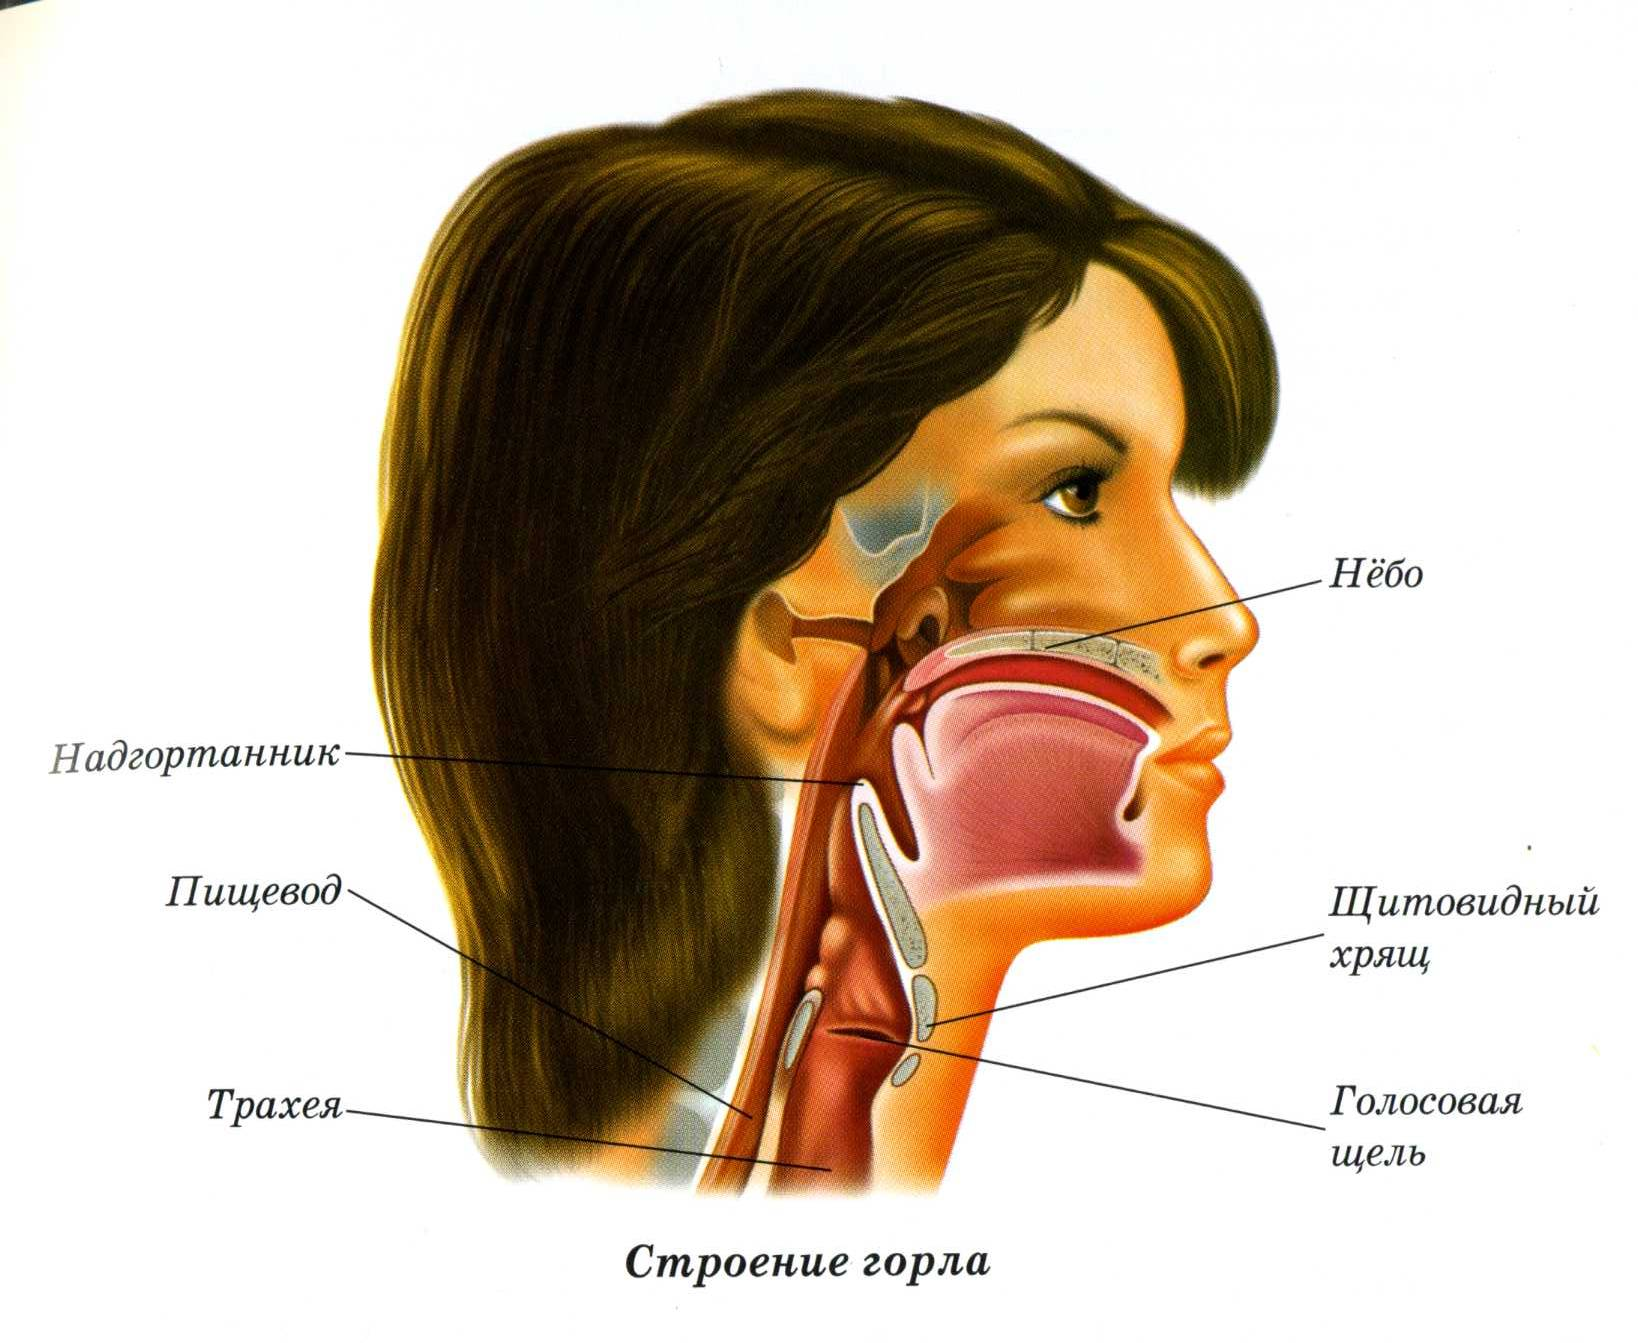 Нёбо
Надгортанник
Пищевод
Щитовидный
хрящ
Трахея
Голосовая
щель
Строение горла